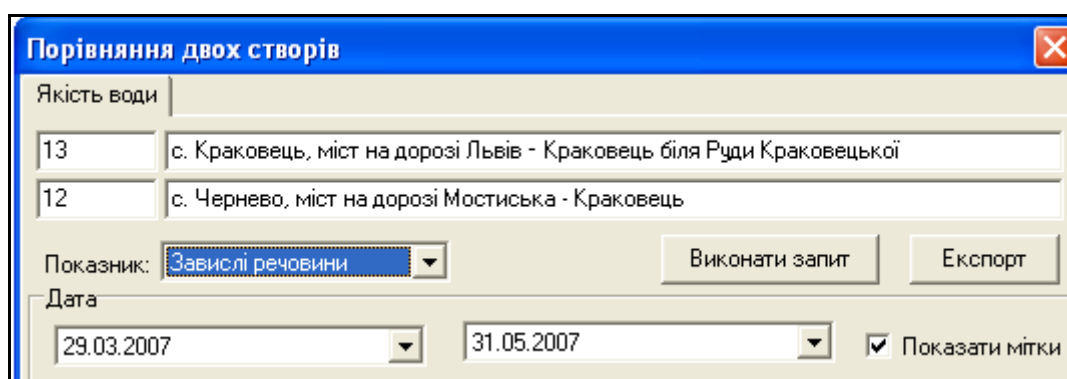 Порівняння двох створів
Якість води
13 с. Краковець, міст на дорозі Львів - Краковець біля Руди Краковецької
12 с. Чернево, міст на дорозі Мостиська - Краковець
Показник: Завислі речовини Виконати запит Експорт
Дата
29.03.2007 31.05.2007 Показати мітки